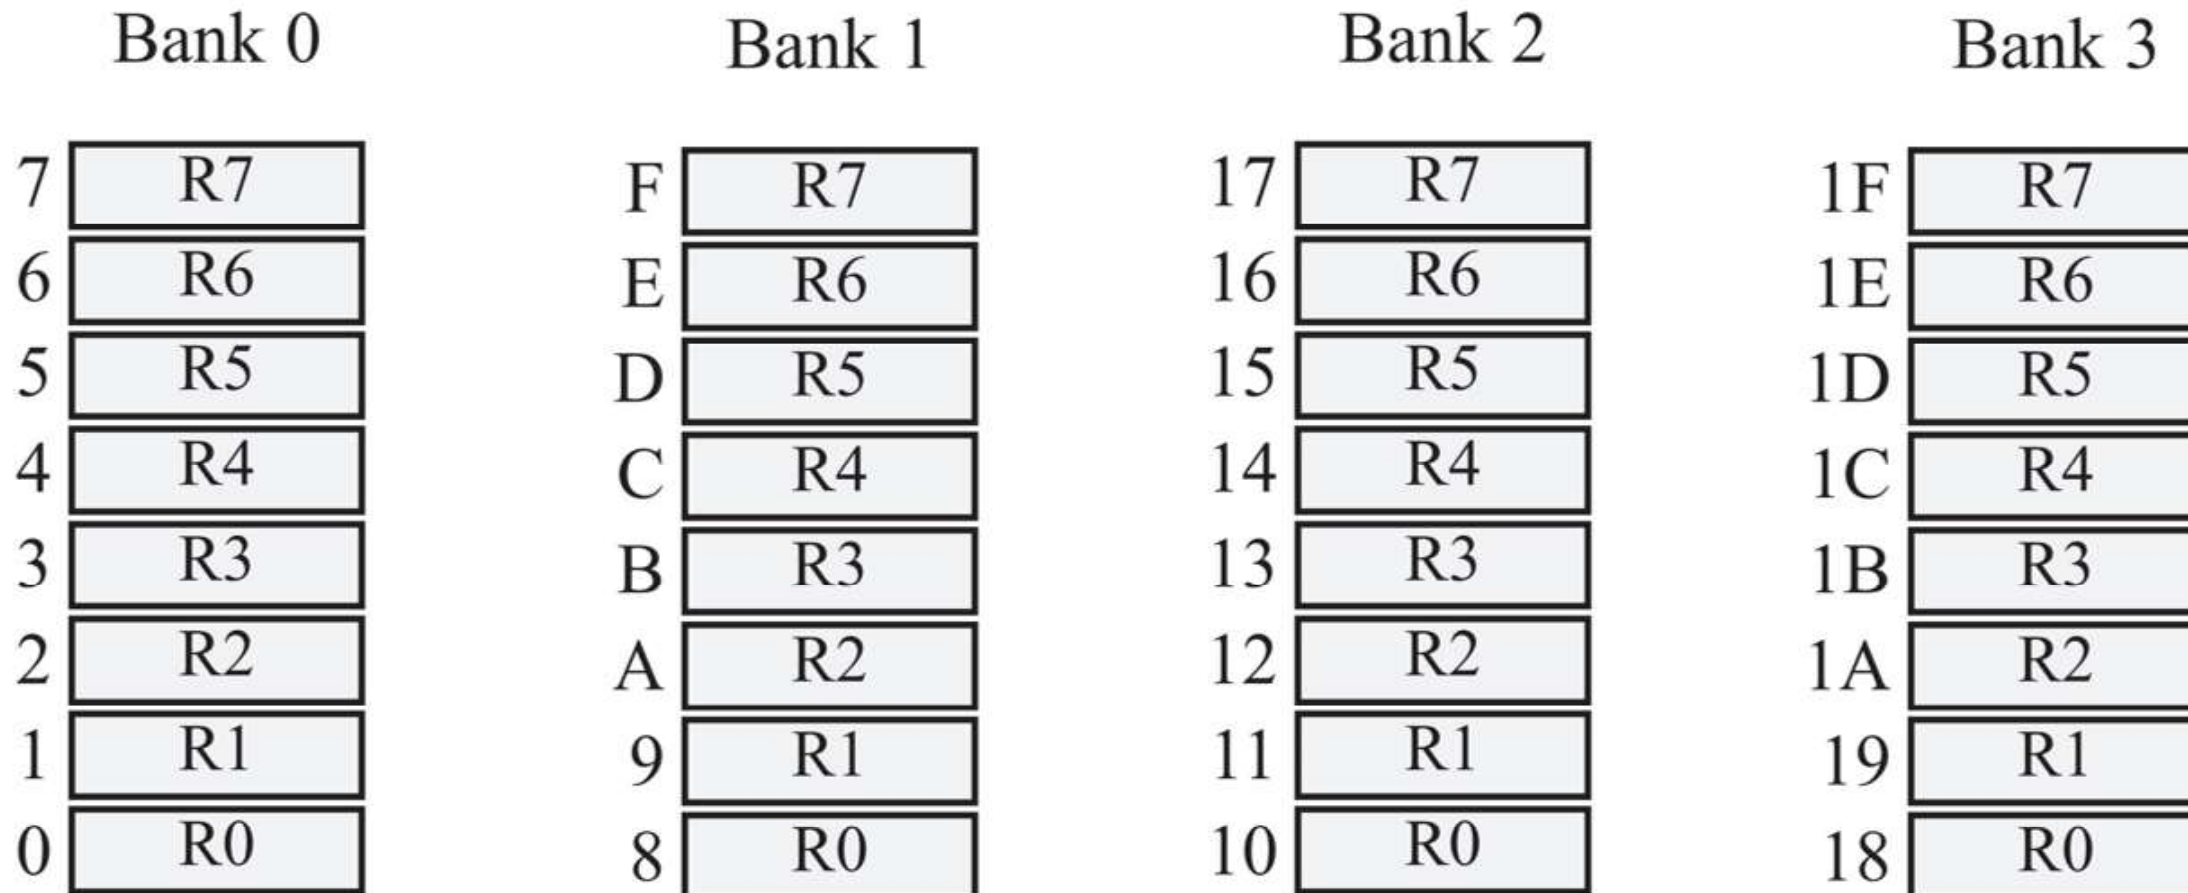 Bank 0 Bank 1 Bank 2 Bank 3
7 R7 F R7 17 R7 1F R7
6 R6 E R6 16 R6 1E R6
5 R5 D R5 15 R5 1D R5
4 R4 C R4 14 R4 1C R4
3 R3 B R3 13 R3 1B R3
2 R2 A R2 12 R2 1A R2
1 R1 9 R1 11 R1 19 R1
0 R0 8 R0 10 R0 18 R0